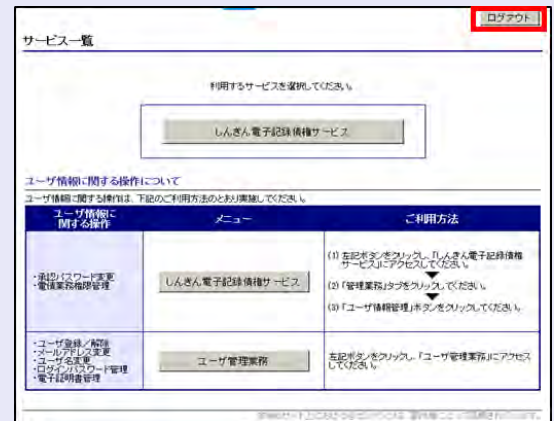 ログアウト
サービス一覧
利用するサービスを選択してください。
しんきん電子記録債権サービス
ユーザ情報に関する操作について
ユーザ情報に関する操作は、下記のご利用方法のとおり実施してください。
ユーザ情報に
関する操作
メニュー
ご利用方法
・承認パスワード変更
・電債業務権限管理
しんきん電子記録債権サービス
(1) 左記ボタンをクリックし、「しんきん電子記録債権
サービス」にアクセスしてください。
(2)「管理業務」タブをクリックしてください。
(3)「ユーザ情報管理」ボタンをクリックしてください。
・ユーザ登録／解除
・メールアドレス変更
・ユーザ名変更
・ログインパスワード管理
・電子証明書管理
ユーザ管理業務
左記ボタンをクリックし、「ユーザ管理業務」にアクセス
してください。